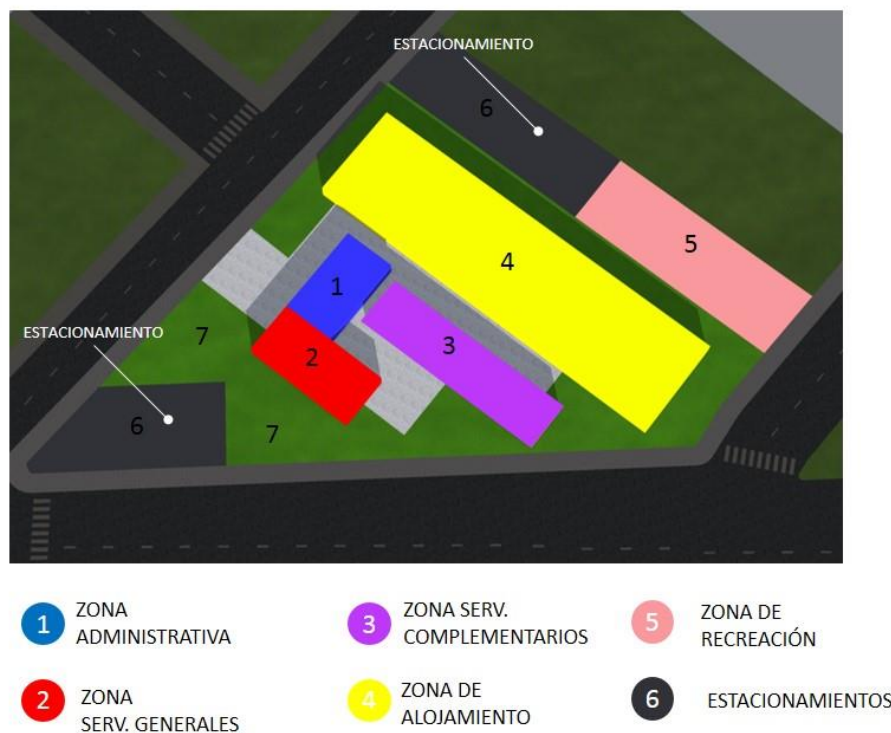 ESTACIONAMIENTO
6
5
4
1
3
7
2
ESTACIONAMIENTO
6
7
1 ZONA
ADMINISTRATIVA
3 ZONA SERV.
COMPLEMENTARIOS
5 ZONA DE
RECREACIÓN
2 ZONA
SERV. GENERALES
4 ZONA DE
ALOJAMIENTO
6 ESTACIONAMIENTOS